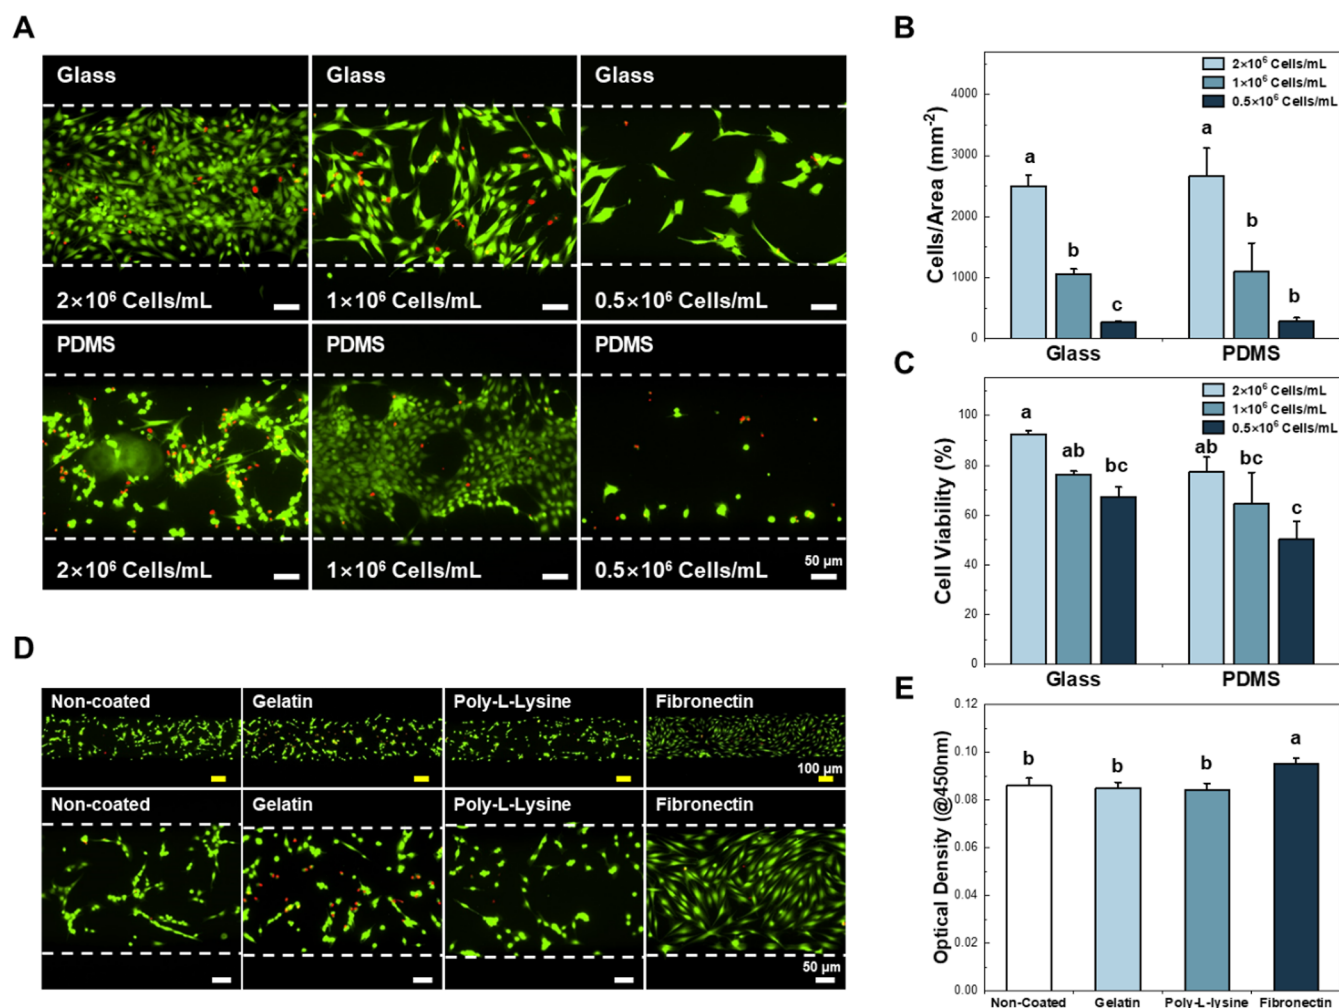 A
Glass
Glass
Glass
2×10⁶ Cells/mL
1×10⁶ Cells/mL
0.5×10⁶ Cells/mL
PDMS
PDMS
PDMS
50 µm
2×10⁶ Cells/mL
1×10⁶ Cells/mL
0.5×10⁶ Cells/mL
B
Cells/Area (mm⁻²)
4000
3000
2000
1000
0
2×10⁶ Cells/mL
1×10⁶ Cells/mL
0.5×10⁶ Cells/mL
a
b
c
a
b
b
Glass
PDMS
C
Cell Viability (%)
100
80
60
40
20
0
2×10⁶ Cells/mL
1×10⁶ Cells/mL
0.5×10⁶ Cells/mL
a
ab
bc
ab
bc
c
Glass
PDMS
D
Non-coated
Gelatin
Poly-L-Lysine
Fibronectin
100 µm
Non-coated
Gelatin
Poly-L-Lysine
Fibronectin
50 µm
E
Optical Density (@450nm)
0.12
0.10
0.08
0.06
0.04
0.02
0.00
b
b
b
a
Non-Coated
Gelatin
Poly-L-lysine
Fibronectin